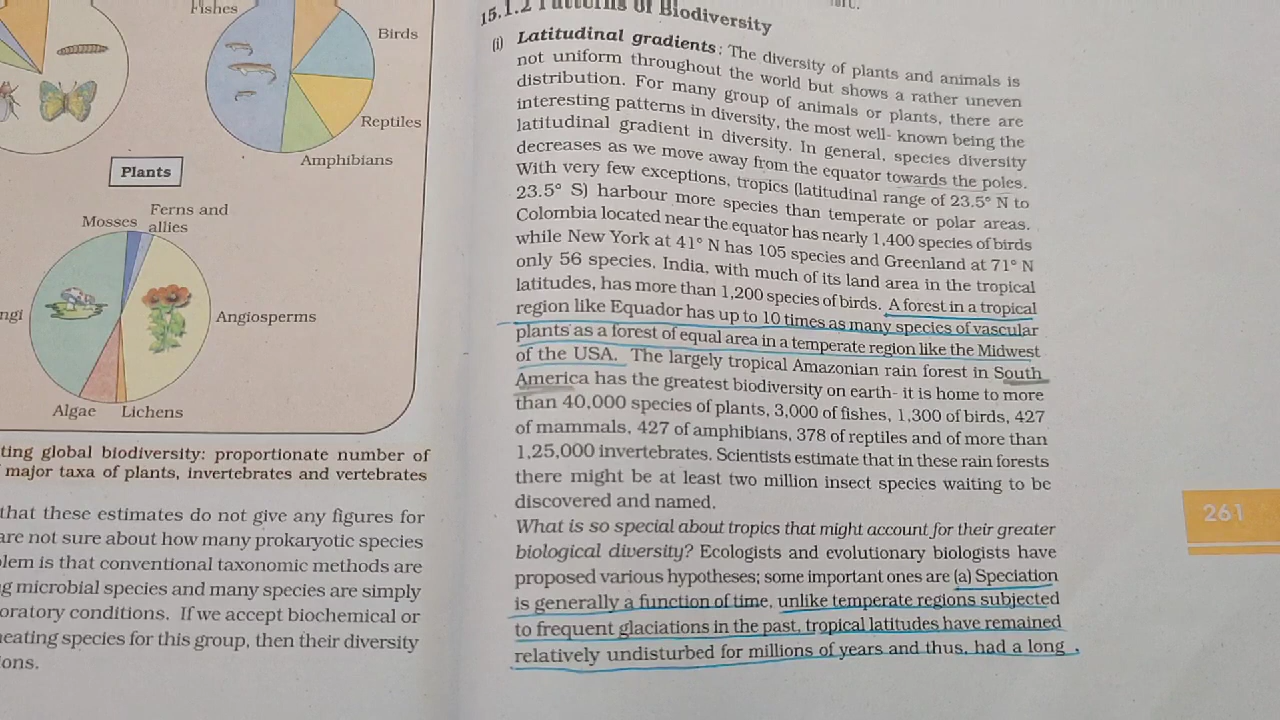 Fishes
Birds
Reptiles
Amphibians
Plants
Mosses
Ferns and
allies
ngi
Angiosperms
Algae
Lichens
ting global biodiversity: proportionate number of
major taxa of plants, invertebrates and vertebrates
that these estimates do not give any figures for
are not sure about how many prokaryotic species
lem is that conventional taxonomic methods are
g microbial species and many species are simply
oratory conditions. If we accept biochemical or
neating species for this group, then their diversity
ions.
15.1.2 Patterns of Biodiversity
(i) Latitudinal gradients: The diversity of plants and animals is
not uniform throughout the world but shows a rather uneven
distribution. For many group of animals or plants, there are
interesting patterns in diversity, the most well- known being the
latitudinal gradient in diversity. In general, species diversity
decreases as we move away from the equator towards the poles.
With very few exceptions, tropics (latitudinal range of 23.5° N to
23.5° S) harbour more species than temperate or polar areas.
Colombia located near the equator has nearly 1,400 species of birds
while New York at 41° N has 105 species and Greenland at 71° N
only 56 species. India, with much of its land area in the tropical
latitudes, has more than 1,200 species of birds. A forest in a tropical
region like Equador has up to 10 times as many species of vascular
plants as a forest of equal area in a temperate region like the Midwest
of the USA. The largely tropical Amazonian rain forest in South
America has the greatest biodiversity on earth- it is home to more
than 40,000 species of plants, 3,000 of fishes, 1,300 of birds, 427
of mammals, 427 of amphibians, 378 of reptiles and of more than
1,25,000 invertebrates. Scientists estimate that in these rain forests
there might be at least two million insect species waiting to be
discovered and named.
What is so special about tropics that might account for their greater
biological diversity? Ecologists and evolutionary biologists have
proposed various hypotheses; some important ones are (a) Speciation
is generally a function of time, unlike temperate regions subjected
to frequent glaciations in the past, tropical latitudes have remained
relatively undisturbed for millions of years and thus, had a long
261